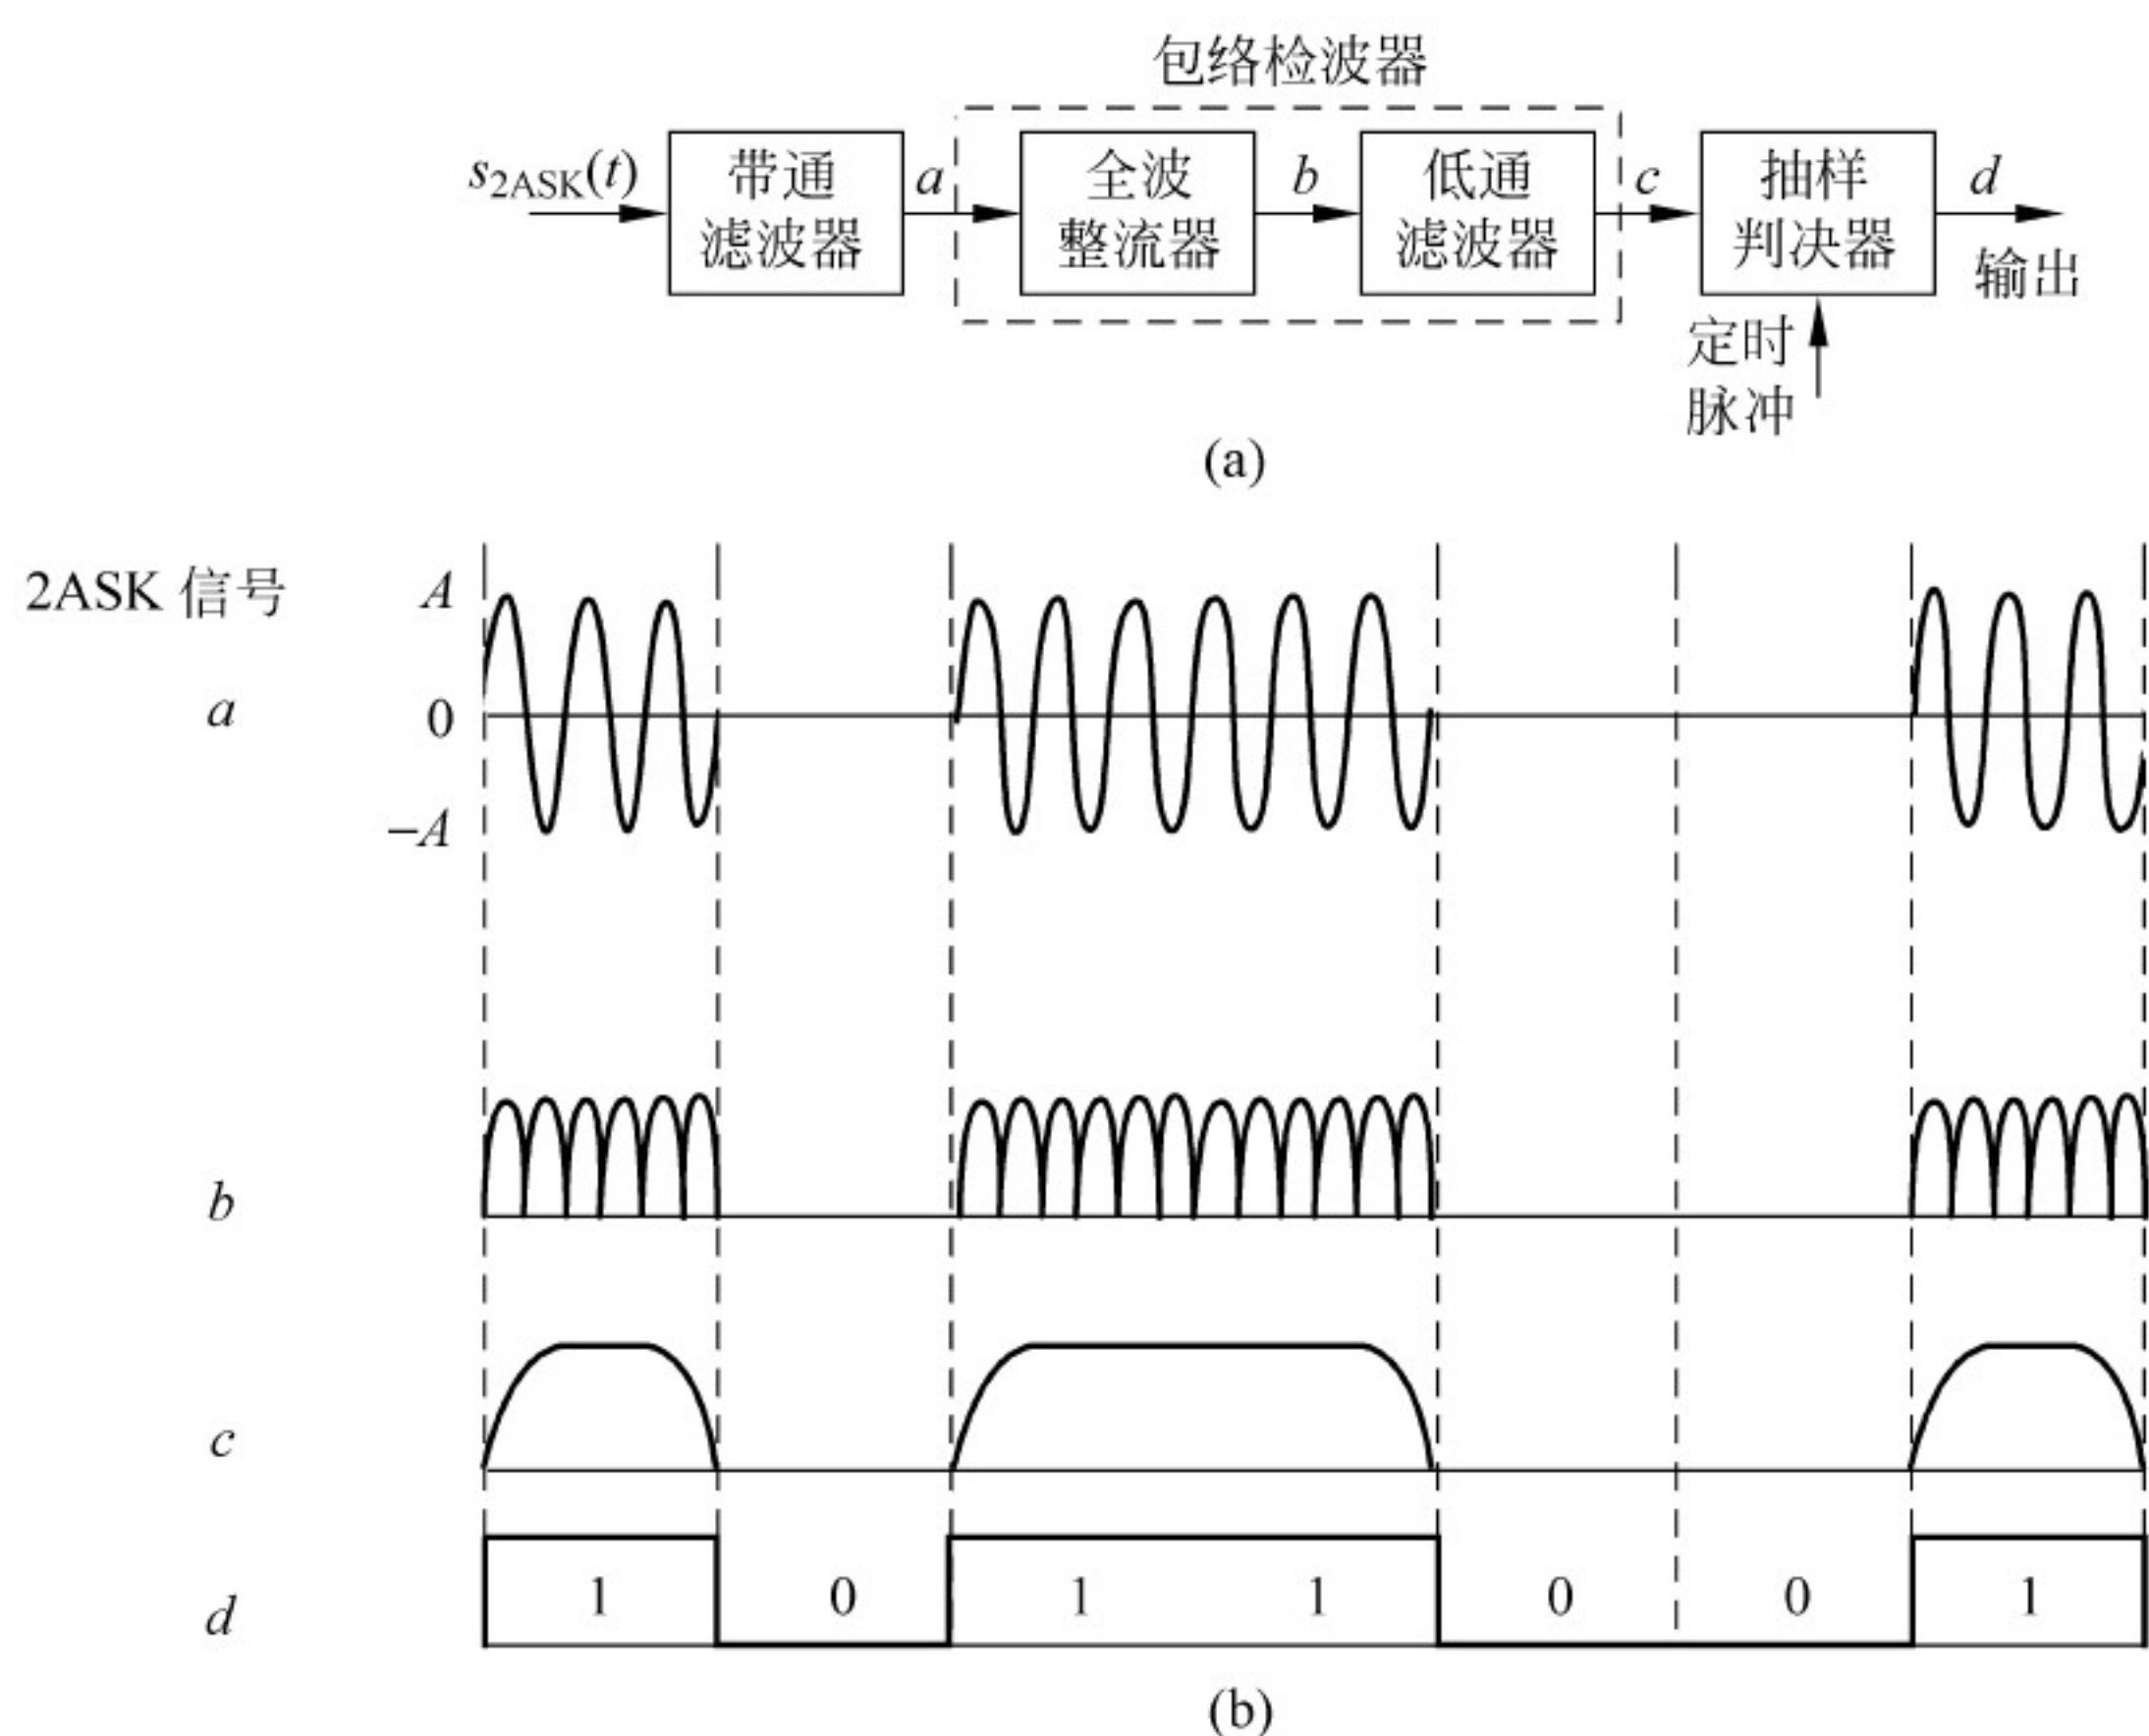 包络检波器
s2ASK(t)
带通
滤波器
a
全波
整流器
b
低通
滤波器
c
抽样
判决器
d
输出
定时
脉冲
(a)
2ASK 信号
A
a
0
−A
b
c
d
1 0 1 1 0 0 1
(b)